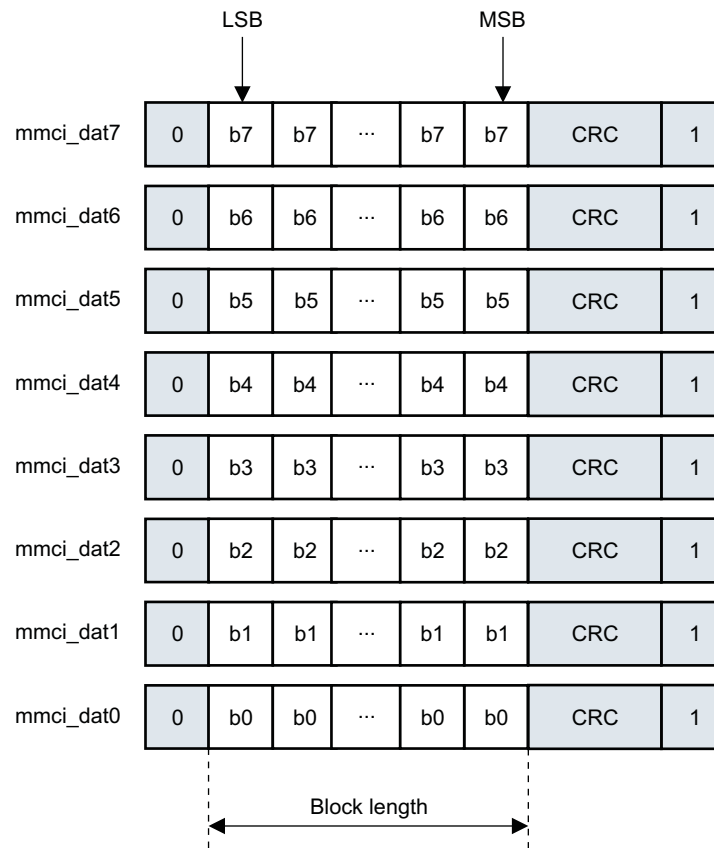 LSB MSB
mmci_dat7 0 b7 b7 ... b7 b7 CRC 1
mmci_dat6 0 b6 b6 ... b6 b6 CRC 1
mmci_dat5 0 b5 b5 ... b5 b5 CRC 1
mmci_dat4 0 b4 b4 ... b4 b4 CRC 1
mmci_dat3 0 b3 b3 ... b3 b3 CRC 1
mmci_dat2 0 b2 b2 ... b2 b2 CRC 1
mmci_dat1 0 b1 b1 ... b1 b1 CRC 1
mmci_dat0 0 b0 b0 ... b0 b0 CRC 1
Block length